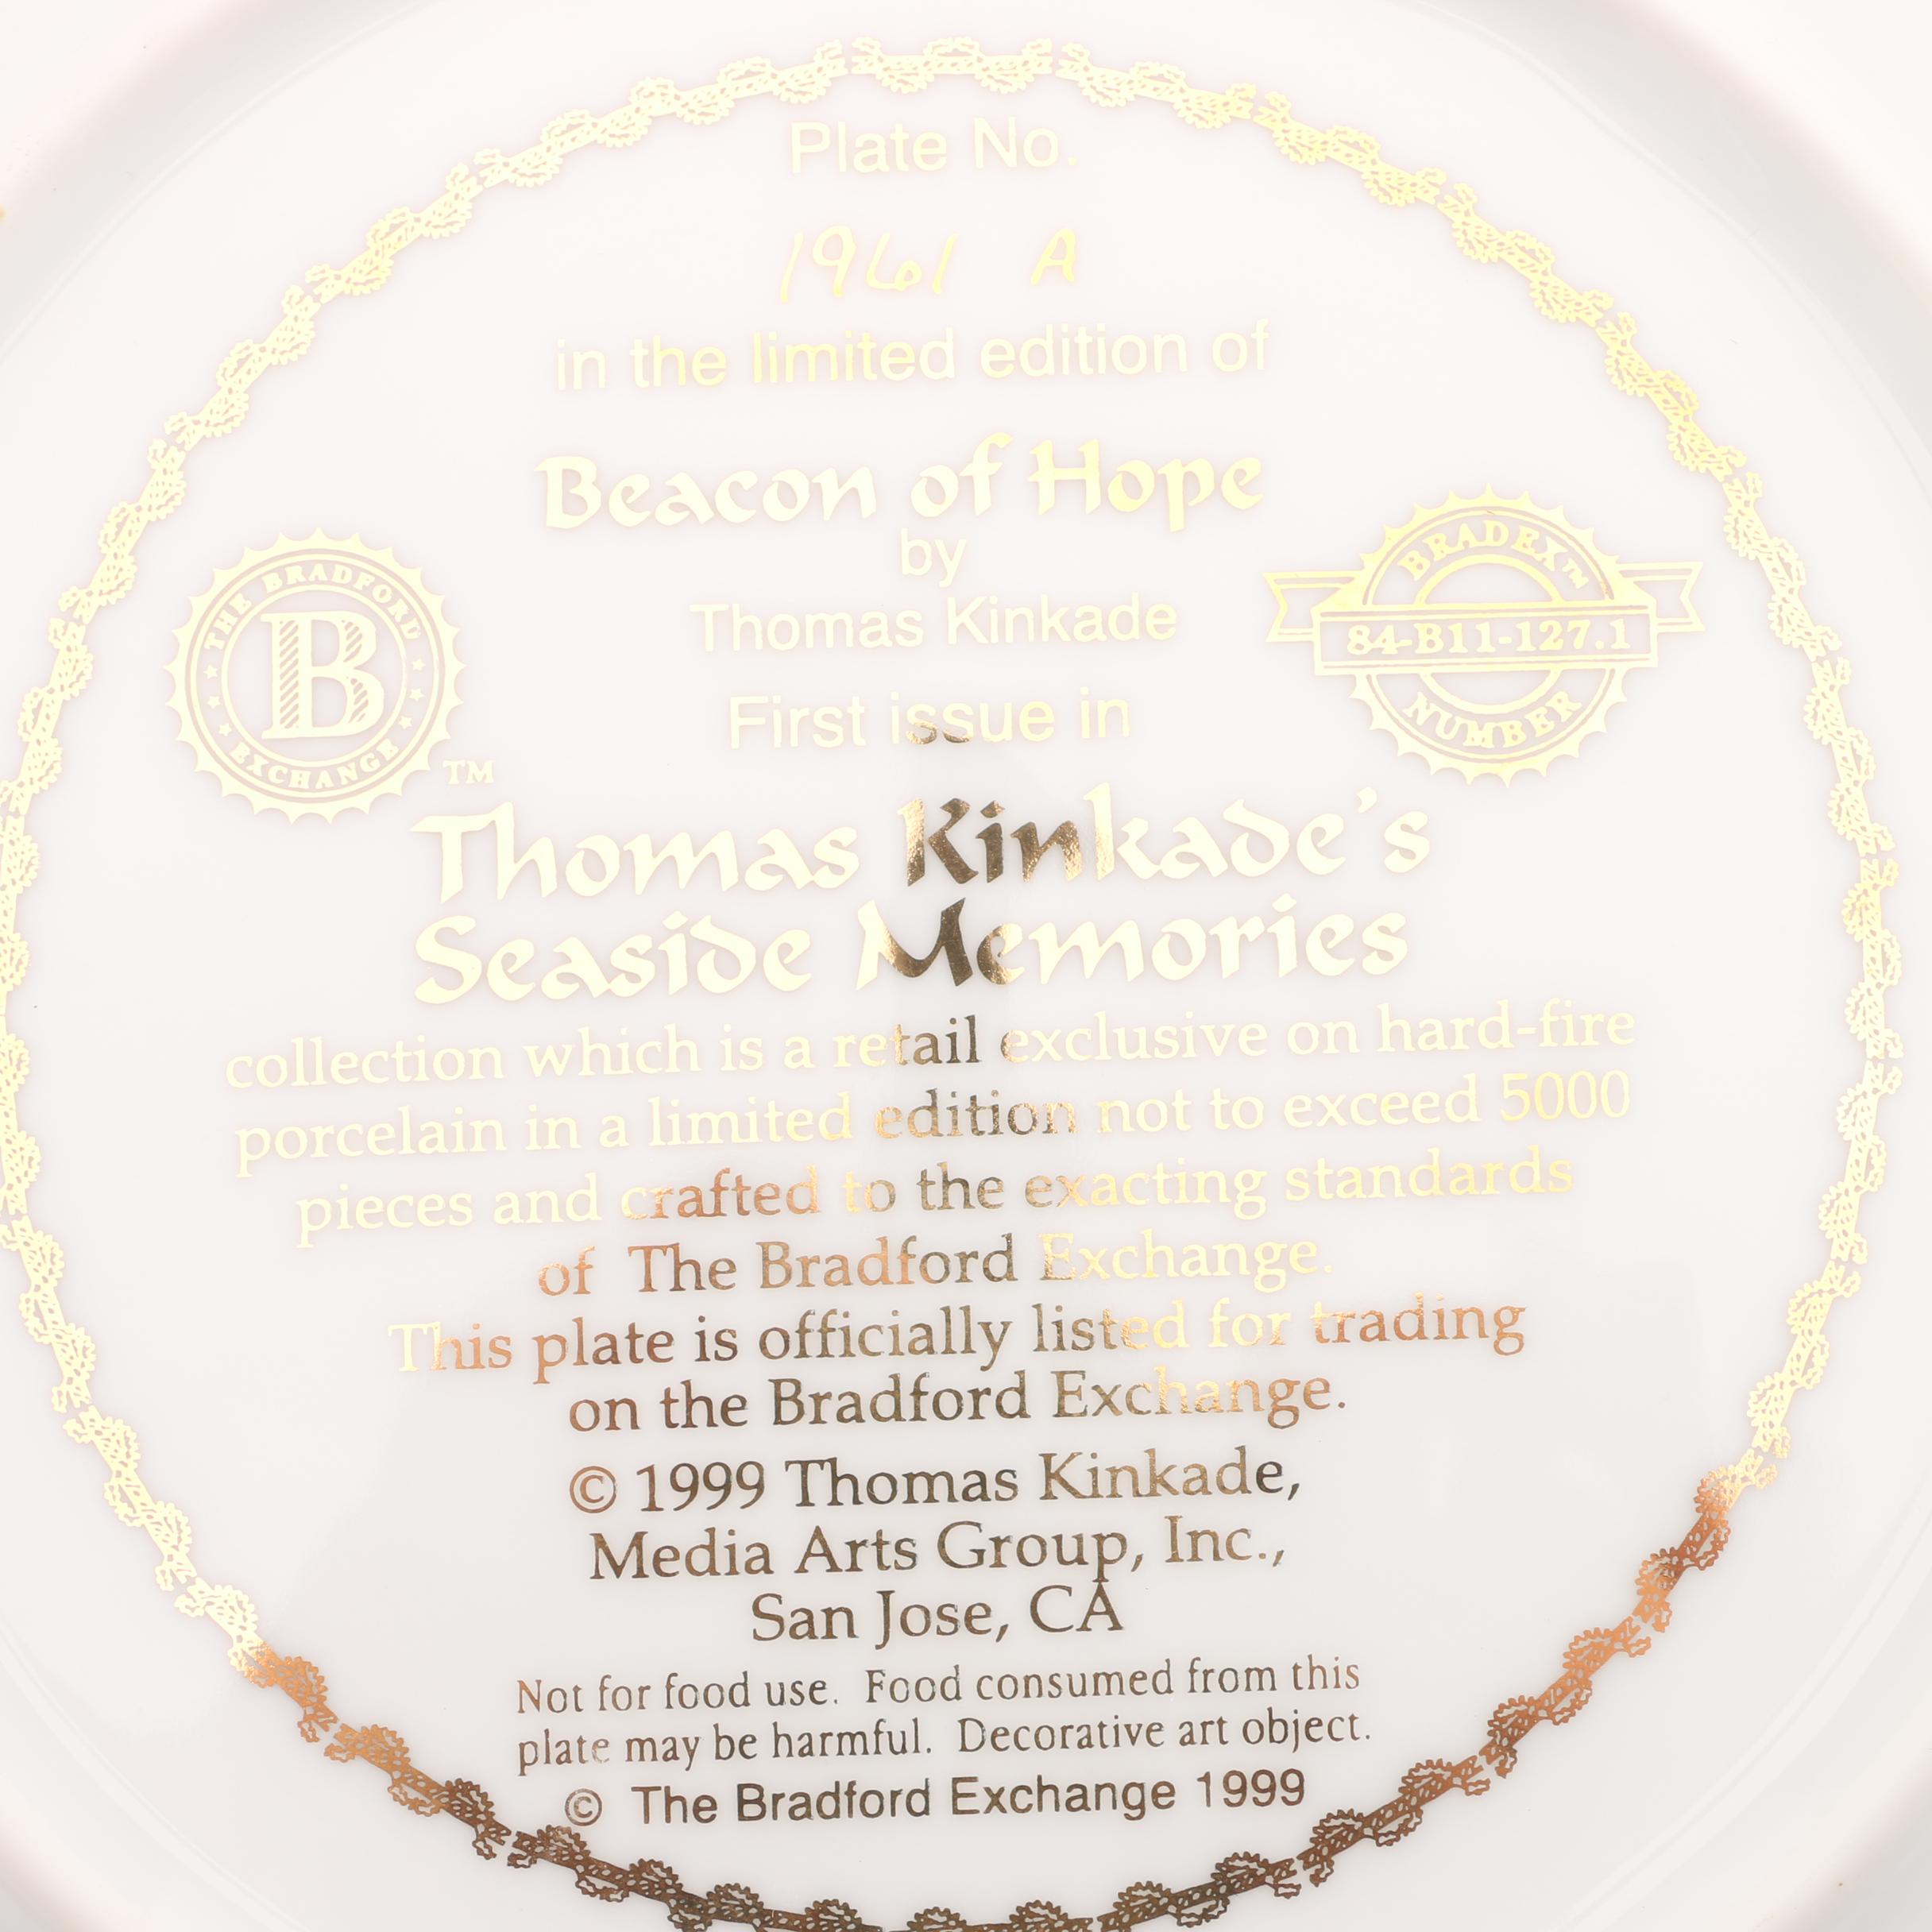 Plate No.
1961 A
in the limited edition of
Beacon of Hope
by
Thomas Kinkade
First issue in
THE BRADFORD
B
EXCHANGE
TM
BRADEX™
84-B11-127.1
NUMBER
Thomas Kinkade's
Seaside Memories
collection which is a retail exclusive on hard-fire
porcelain in a limited edition not to exceed 5000
pieces and crafted to the exacting standards
of The Bradford Exchange.
This plate is officially listed for trading
on the Bradford Exchange.
© 1999 Thomas Kinkade,
Media Arts Group, Inc.,
San Jose, CA
Not for food use. Food consumed from this
plate may be harmful. Decorative art object.
© The Bradford Exchange 1999